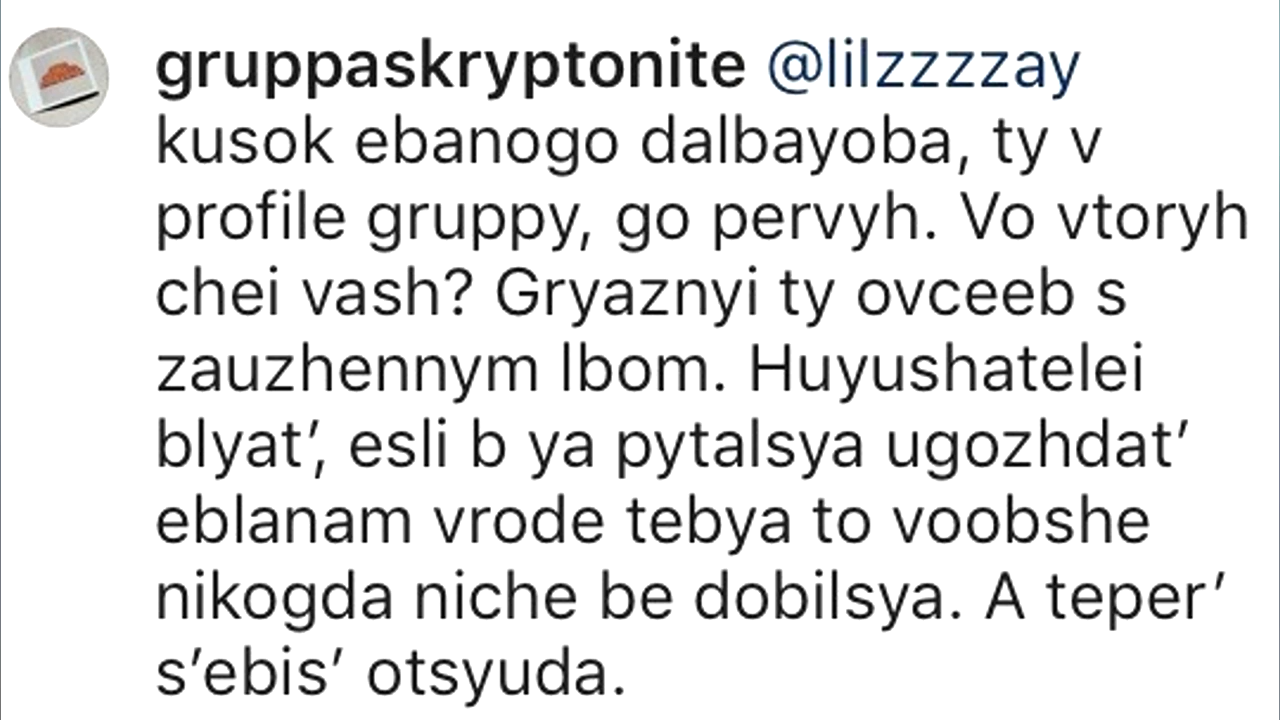 gruppaskryptonite @lilzzzzay
kusok ebanogo dalbayoba, ty v
profile gruppy, go pervyh. Vo vtoryh
chei vash? Gryaznyi ty ovceeb s
zauzhennym lbom. Huyushatelei
blyat’, esli b ya pytalsya ugozhdat’
eblanam vrode tebya to voobshe
nikogda niche be dobilsya. A teper’
s’ebis’ otsyuda.